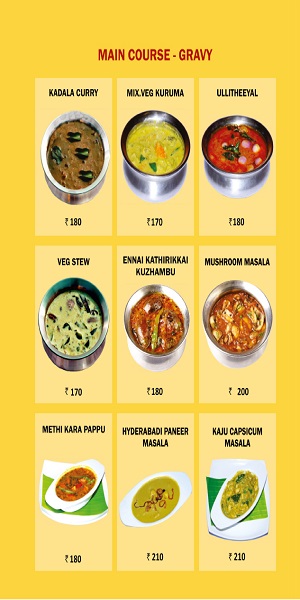 MAIN COURSE - GRAVY
KADALA CURRY
MIX.VEG KURUMA
ULLITHEEYAL
₹ 180
₹170
₹180
VEG STEW
ENNAI KATHIRIKKAI
KUZHAMBU
MUSHROOM MASALA
₹ 170
₹ 180
₹ 200
METHI KARA PAPPU
HYDERABADI PANEER
MASALA
KAJU CAPSICUM
MASALA
₹ 180
₹ 210
₹ 210